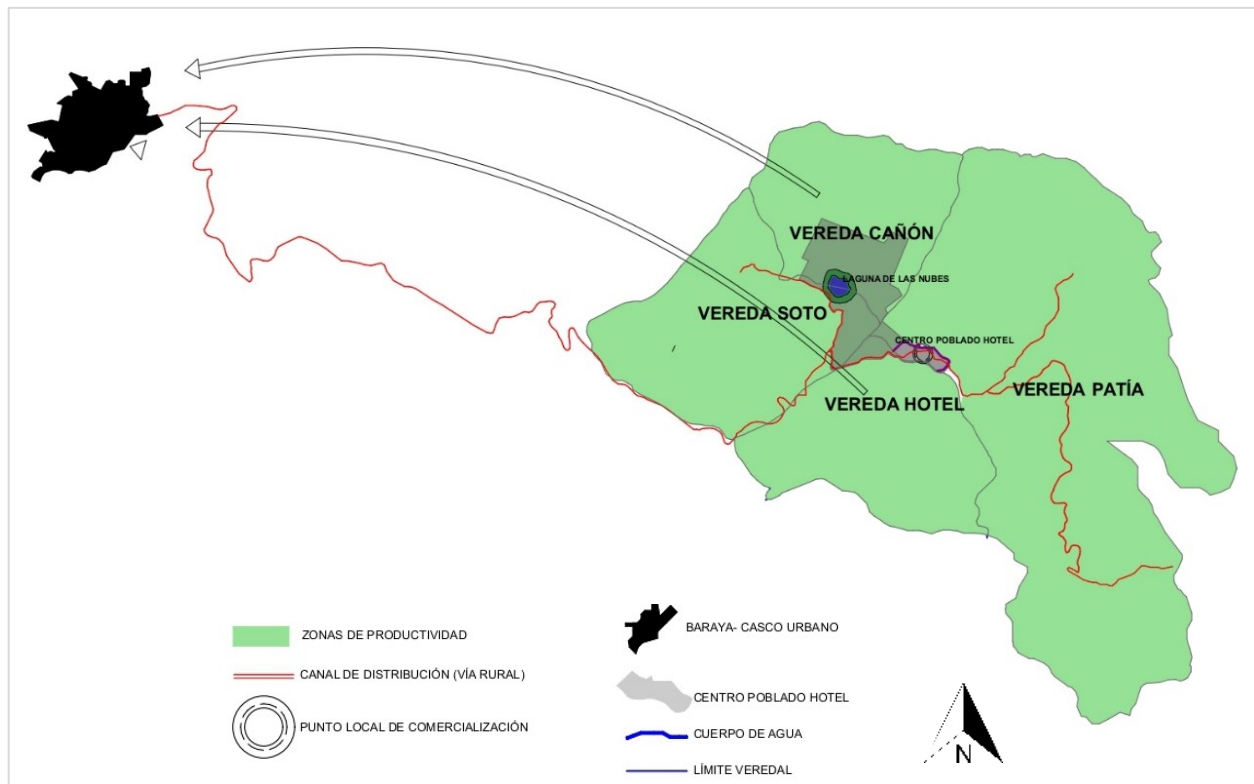 VEREDA CAÑÓN
LAGUNA DE LAS NUBES
VEREDA SOTO
CENTRO POBLADO HOTEL
VEREDA HOTEL
VEREDA PATÍA
ZONAS DE PRODUCTIVIDAD
CANAL DE DISTRIBUCIÓN (VÍA RURAL)
PUNTO LOCAL DE COMERCIALIZACIÓN
BARAYA- CASCO URBANO
CENTRO POBLADO HOTEL
CUERPO DE AGUA
LÍMITE VEREDAL
N